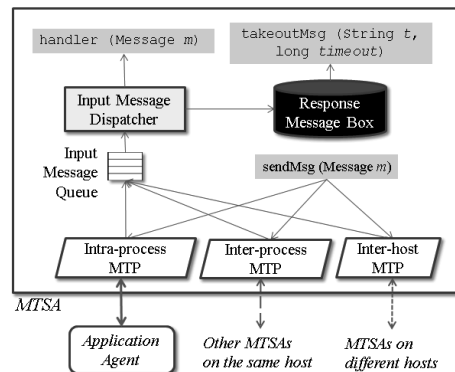 handler (Message m)
takeoutMsg (String t,
long timeout)
Input Message
Dispatcher
Response
Message Box
Input
Message
Queue
sendMsg (Message m)
Intra-process
MTP
Inter-process
MTP
Inter-host
MTP
MTSA
Application
Agent
Other MTSAs
on the same host
MTSAs on
different hosts